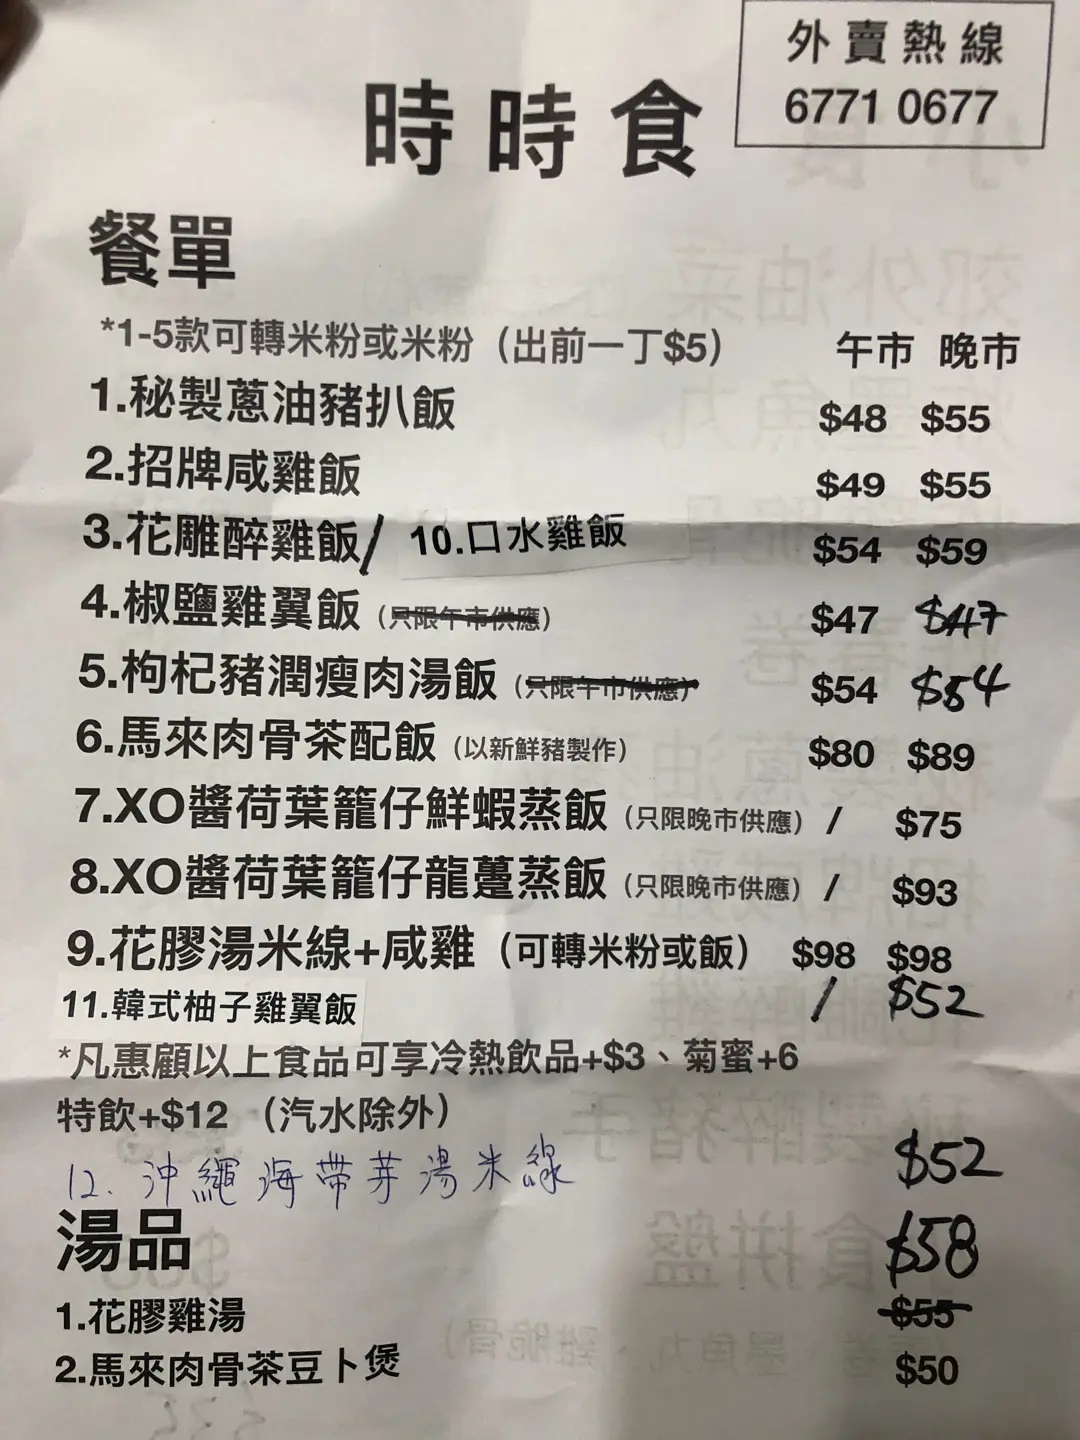 外賣熱線
6771 0677
時時食
餐單
*1-5款可轉米粉或米粉（出前一丁$5） 午市 晚市
1.秘製蔥油豬扒飯 $48 $55
2.招牌咸雞飯 $49 $55
3.花雕醉雞飯/ 10.口水雞飯 $54 $59
4.椒鹽雞翼飯（只限午市供應） $47 $47
5.枸杞豬潤瘦肉湯飯（只限午市供應） $54 $54
6.馬來肉骨茶配飯（以新鮮豬製作） $80 $89
7.XO醬荷葉籠仔鮮蝦蒸飯（只限晚市供應） / $75
8.XO醬荷葉籠仔龍躉蒸飯（只限晚市供應） / $93
9.花膠湯米線+咸雞（可轉米粉或飯） $98 $98
11.韓式柚子雞翼飯 / $52
*凡惠顧以上食品可享冷熱飲品+$3、菊蜜+6
特飲+$12 （汽水除外）
12. 沖繩海帶芽湯米線 $52
湯品 $58
1.花膠雞湯 $55
2.馬來肉骨茶豆卜煲 $50